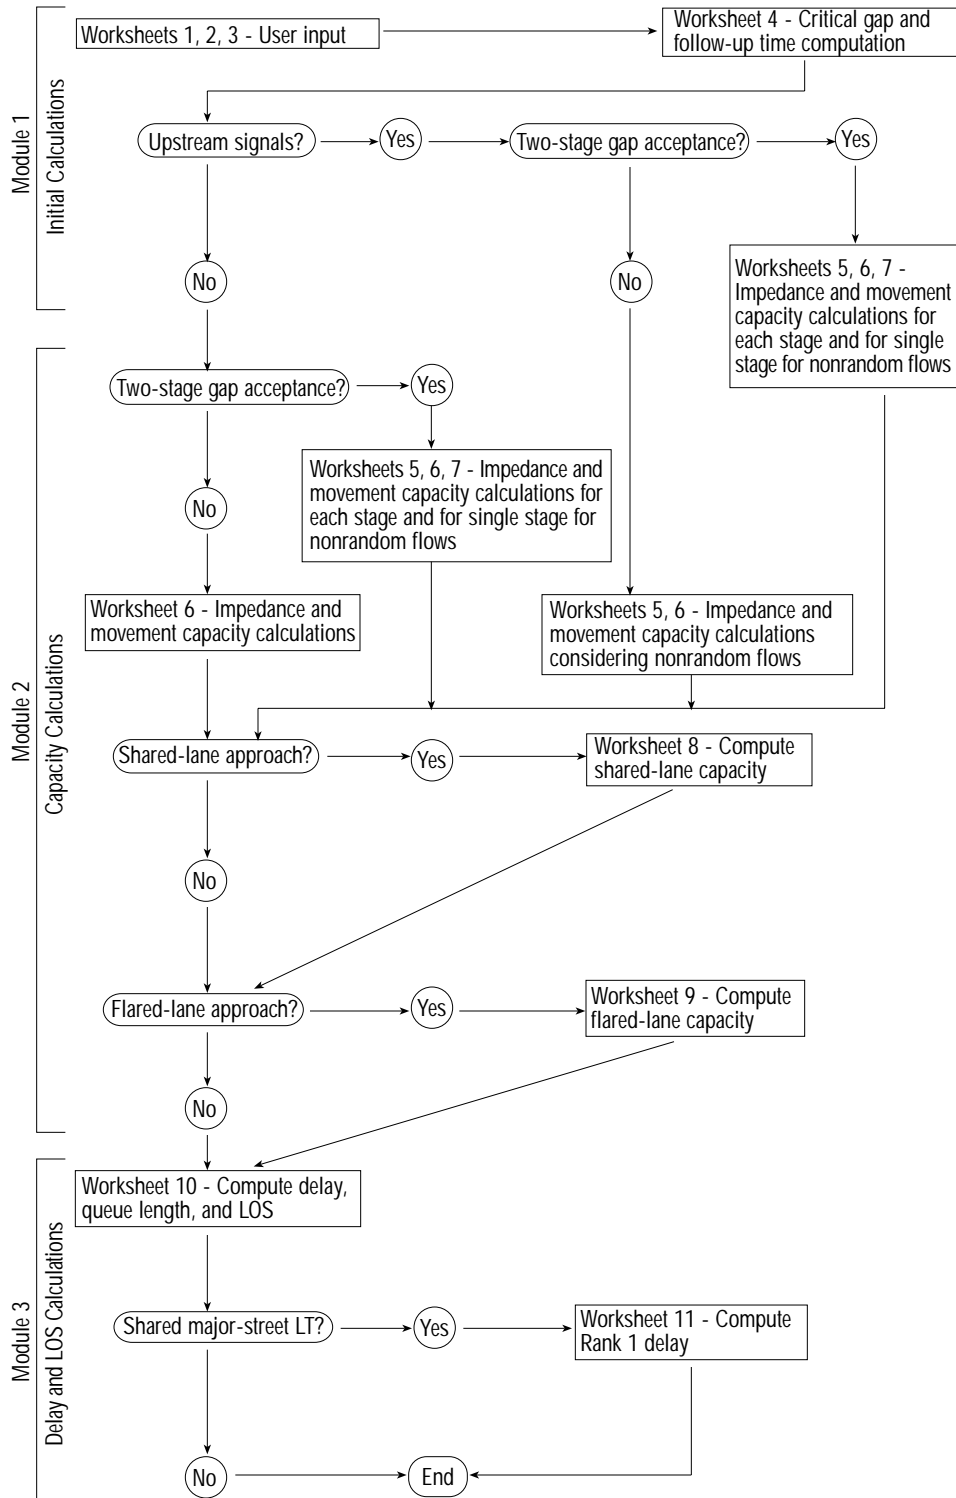 Module 1
Initial Calculations
Worksheets 1, 2, 3 - User input
Worksheet 4 - Critical gap and
follow-up time computation
Upstream signals?
Yes
Two-stage gap acceptance?
Yes
No
No
Worksheets 5, 6, 7 -
Impedance and movement
capacity calculations for
each stage and for single
stage for nonrandom flows
Module 2
Capacity Calculations
Two-stage gap acceptance?
Yes
Worksheets 5, 6, 7 - Impedance and
movement capacity calculations for
each stage and for single stage for
nonrandom flows
No
Worksheet 6 - Impedance and
movement capacity calculations
Worksheets 5, 6 - Impedance and
movement capacity calculations
considering nonrandom flows
Shared-lane approach?
Yes
Worksheet 8 - Compute
shared-lane capacity
No
Flared-lane approach?
Yes
Worksheet 9 - Compute
flared-lane capacity
No
Module 3
Delay and LOS Calculations
Worksheet 10 - Compute delay,
queue length, and LOS
Shared major-street LT?
Yes
Worksheet 11 - Compute
Rank 1 delay
No
End